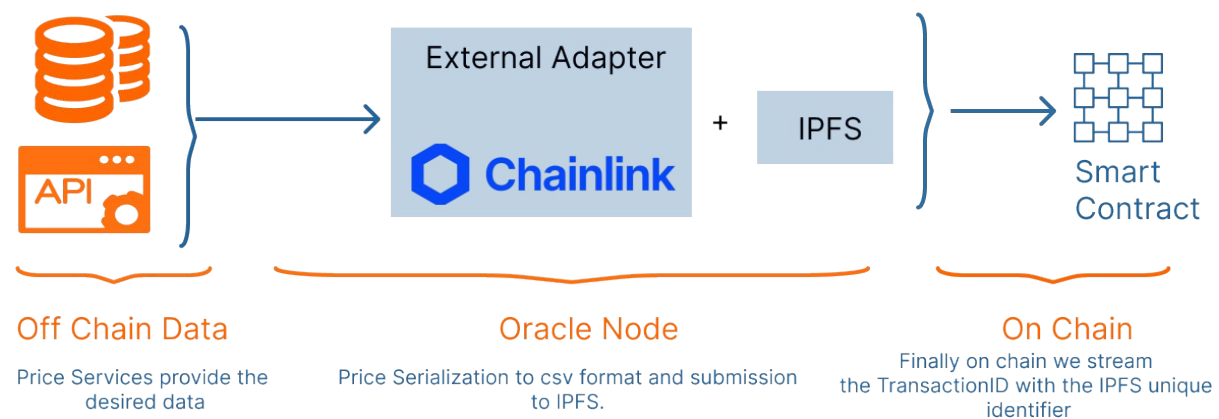 External Adapter
Chainlink
+
IPFS
API
Smart
Contract
Off Chain Data
Price Services provide the
desired data
Oracle Node
Price Serialization to csv format and submission
to IPFS.
On Chain
Finally on chain we stream
the TransactionID with the IPFS unique
identifier